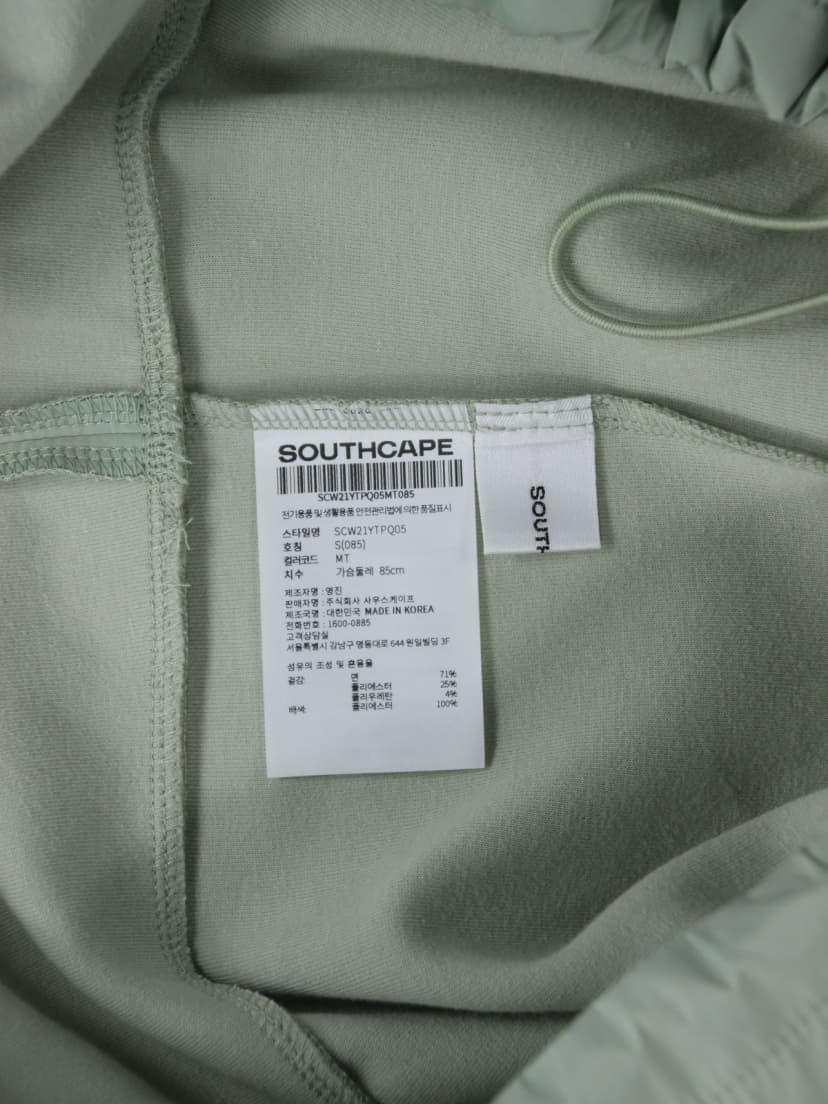 SOUTHCAPE
SCW21YTPQ05MT085
전기용품 및 생활용품 안전관리법에 의한 품질표시
스타일명 SCW21YTPQ05
호칭 S(085)
컬러코드 MT
치수 가슴둘레 85cm
제조자명 : 영진
판매자명 : 주식회사 사우스케이프
제조국명 : 대한민국 MADE IN KOREA
전화번호 : 1600-0885
고객상담실
서울특별시 강남구 영동대로 644 원일빌딩 3F
섬유의 조성 및 혼용율
겉감: 면 71%
폴리에스터 25%
폴리우레탄 4%
배색: 폴리에스터 100%
SOUTH